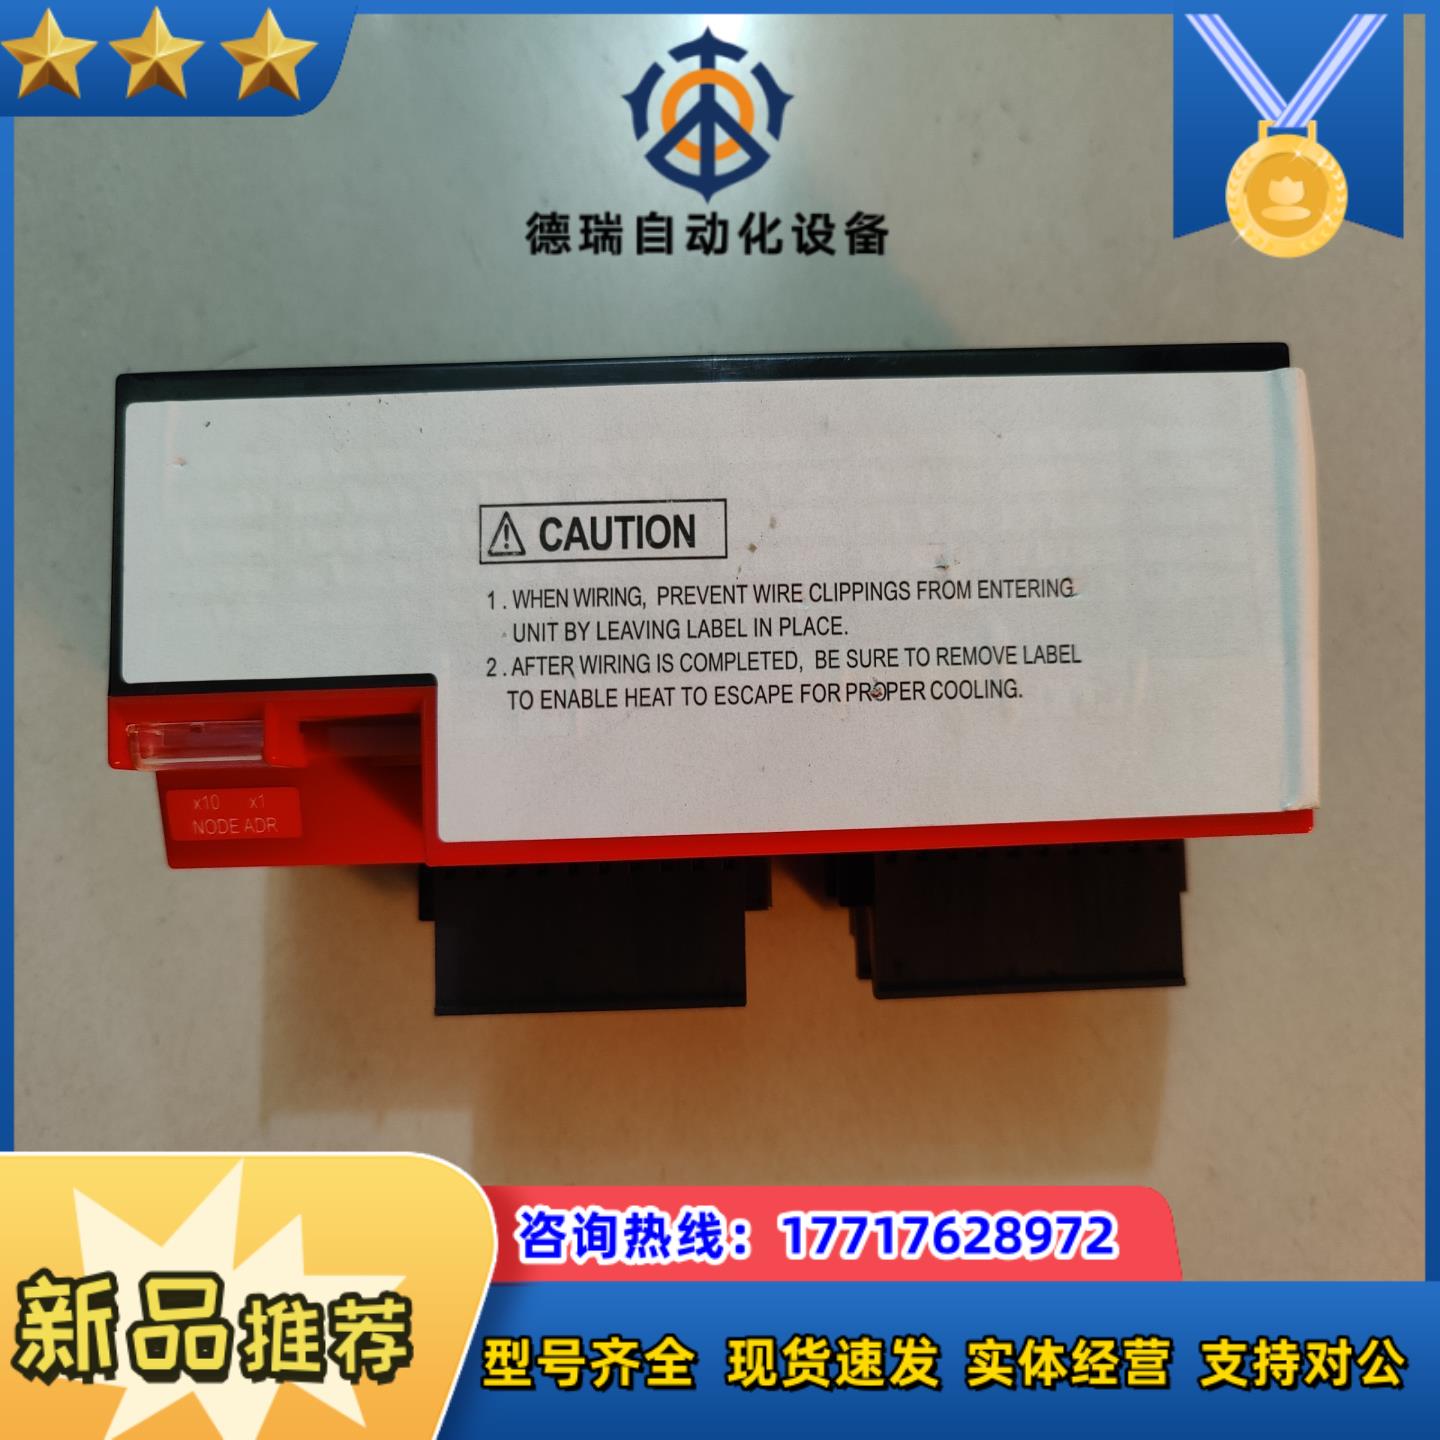 德瑞自动化设备
CAUTION
1. WHEN WIRING, PREVENT WIRE CLIPPINGS FROM ENTERING
UNIT BY LEAVING LABEL IN PLACE.
2. AFTER WIRING IS COMPLETED, BE SURE TO REMOVE LABEL
TO ENABLE HEAT TO ESCAPE FOR PROPER COOLING.
x10 x1
NODE ADR
咨询热线：17717628972
新品推荐
型号齐全 现货速发 实体经营 支持对公